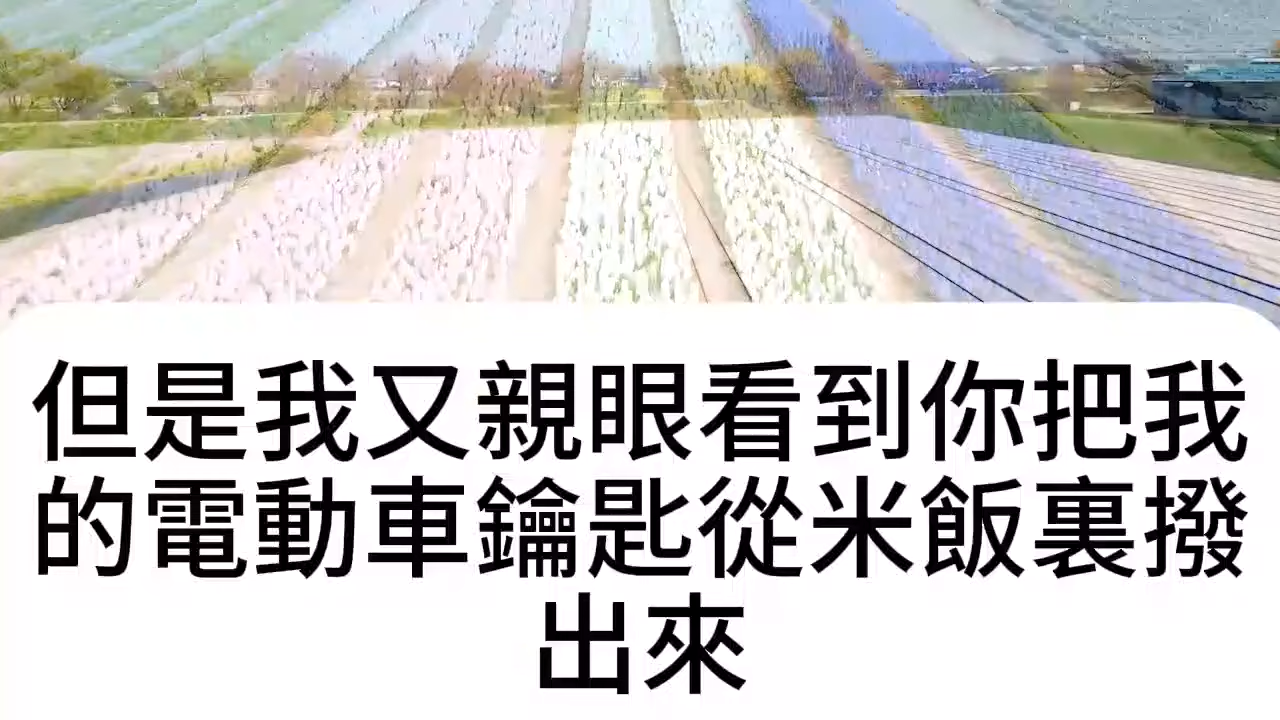 但是我又親眼看到你把我
的電動車鑰匙從米飯裏撥
出來